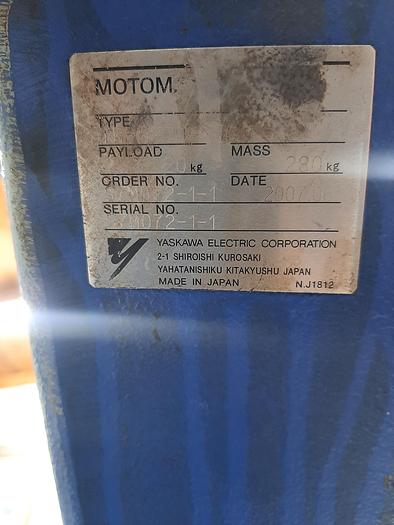 MOTOM
TYPE
PAYLOAD 20 kg MASS 280 kg
ORDER NO. DATE
SERIAL NO.
YASKAWA ELECTRIC CORPORATION
2-1 SHIROISHI KUROSAKI
YAHATANISHIKU KITAKYUSHU JAPAN
MADE IN JAPAN N.J1812